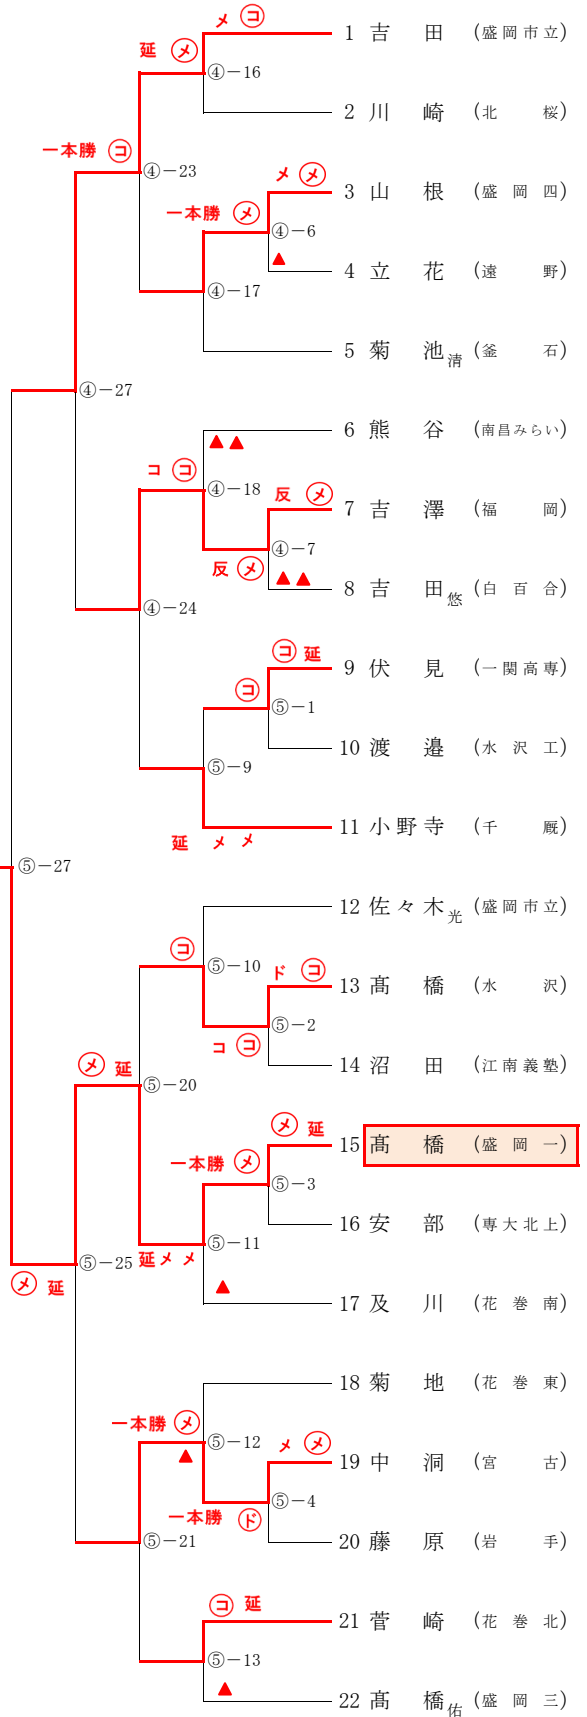 メ コ
1 吉田 (盛岡市立)
延 メ
④－16
2 川崎 (北桜)
一本勝 コ
④－23
メ メ
3 山根 (盛岡四)
一本勝 メ
④－6
▲
4 立花 (遠野)
④－17
5 菊池清 (釜石)
④－27
6 熊谷 (南昌みらい)
▲ ▲
コ コ
④－18
反 メ
7 吉澤 (福岡)
④－7
反 メ
▲ ▲
8 吉田悠 (白百合)
④－24
コ 延
9 伏見 (一関高専)
コ
⑤－1
10 渡邉 (水沢工)
⑤－9
11 小野寺 (千厩)
延 メ メ
⑤－27
12 佐々木光 (盛岡市立)
コ
⑤－10
ド コ
13 髙橋 (水沢)
⑤－2
コ コ
14 沼田 (江南義塾)
メ 延
⑤－20
メ 延
15 髙橋 (盛岡一)
一本勝 メ
⑤－3
16 安部 (専大北上)
⑤－11
延 メ メ
⑤－25
メ 延
▲
17 及川 (花巻南)
18 菊地 (花巻東)
一本勝 メ
▲
⑤－12
メ メ
19 中洞 (宮古)
⑤－4
一本勝 ド
20 藤原 (岩手)
⑤－21
コ 延
21 菅崎 (花巻北)
⑤－13
▲
22 髙橋佑 (盛岡三)